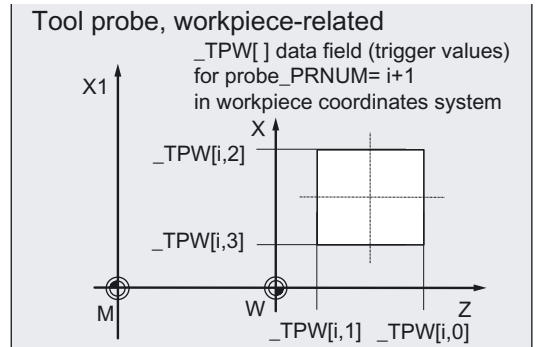 Tool probe, workpiece-related
_TPW[ ] data field (trigger values)
for probe_PRNUM= i+1
in workpiece coordinates system
X1
X
_TPW[i,2]
_TPW[i,3]
M
W
Z
_TPW[i,1] _TPW[i,0]